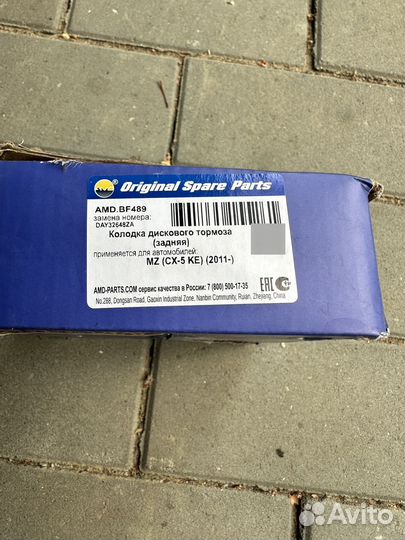 Original Spare Parts
AMD.BF489
замена номера:
DAY32648ZA
Колодка дискового тормоза
(задняя)
применяется для автомобилей:
MZ (CX-5 KE) (2011-)
AMD-PARTS.COM сервис качества в России: 7 (800) 500-17-35
No.288, Dongsan Road, Gaoxin Industrial Zone, Nanbin Community, Ruian, Zhejiang, China
EAC
Avito